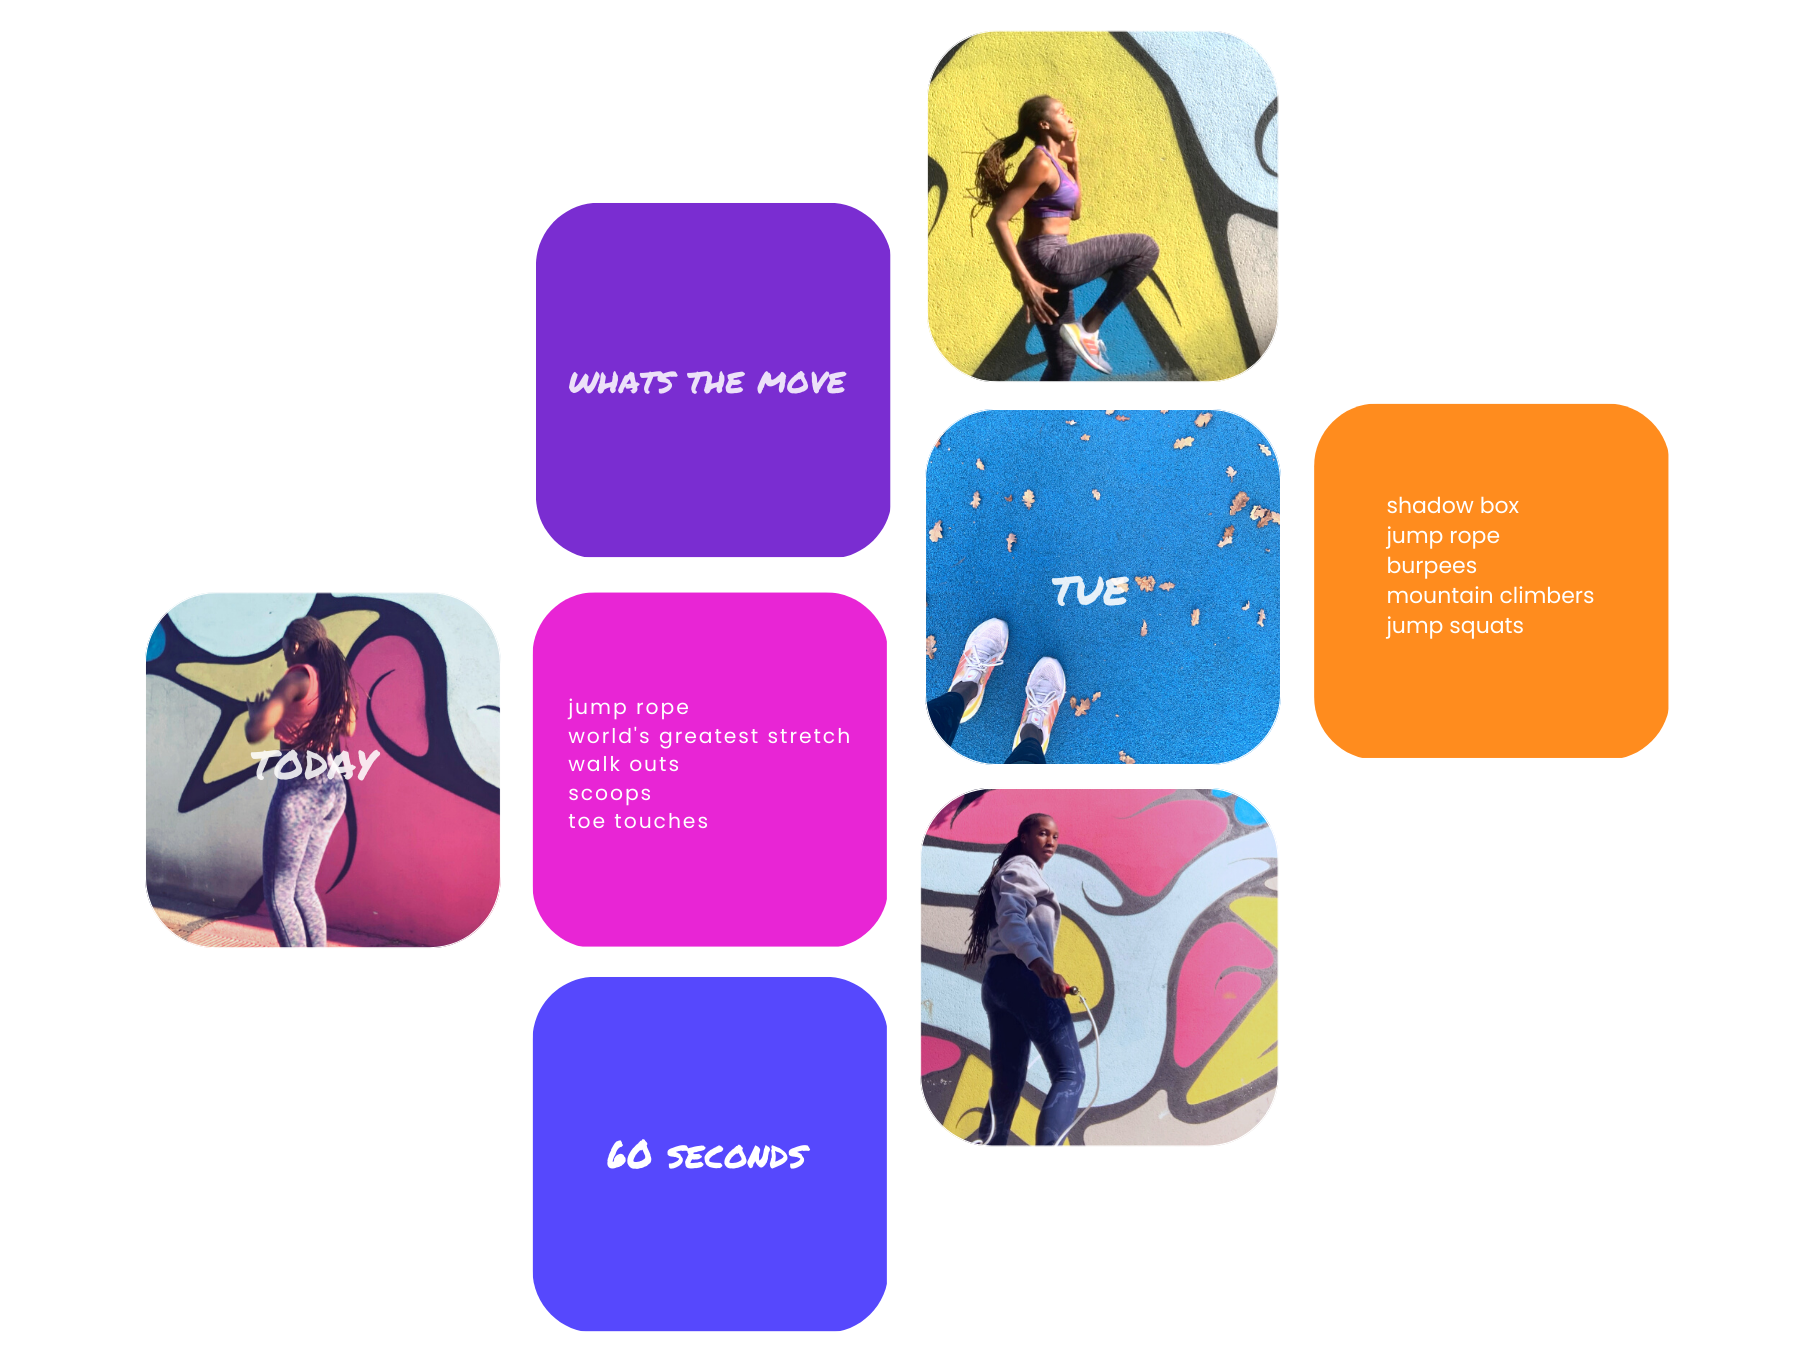 WHATS THE MOVE
TODAY
jump rope
world's greatest stretch
walk outs
scoops
toe touches
60 SECONDS
TUE
shadow box
jump rope
burpees
mountain climbers
jump squats